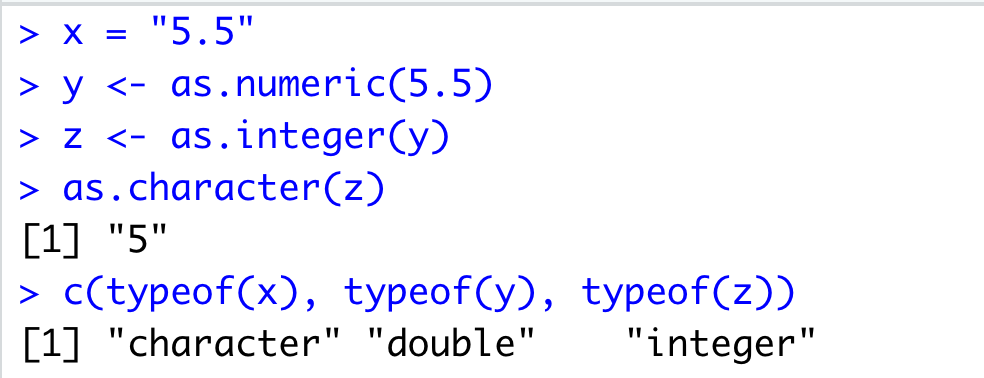 > x = "5.5"
> y <- as.numeric(5.5)
> z <- as.integer(y)
> as.character(z)
[1] "5"
> c(typeof(x), typeof(y), typeof(z))
[1] "character" "double"    "integer"